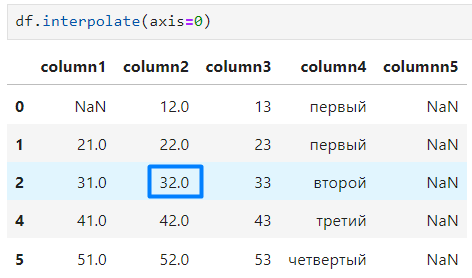 df.interpolate(axis=0)
column1 column2 column3 column4 columnn5
0 NaN 12.0 13 первый NaN
1 21.0 22.0 23 первый NaN
2 31.0 32.0 33 второй NaN
4 41.0 42.0 43 третий NaN
5 51.0 52.0 53 четвертый NaN